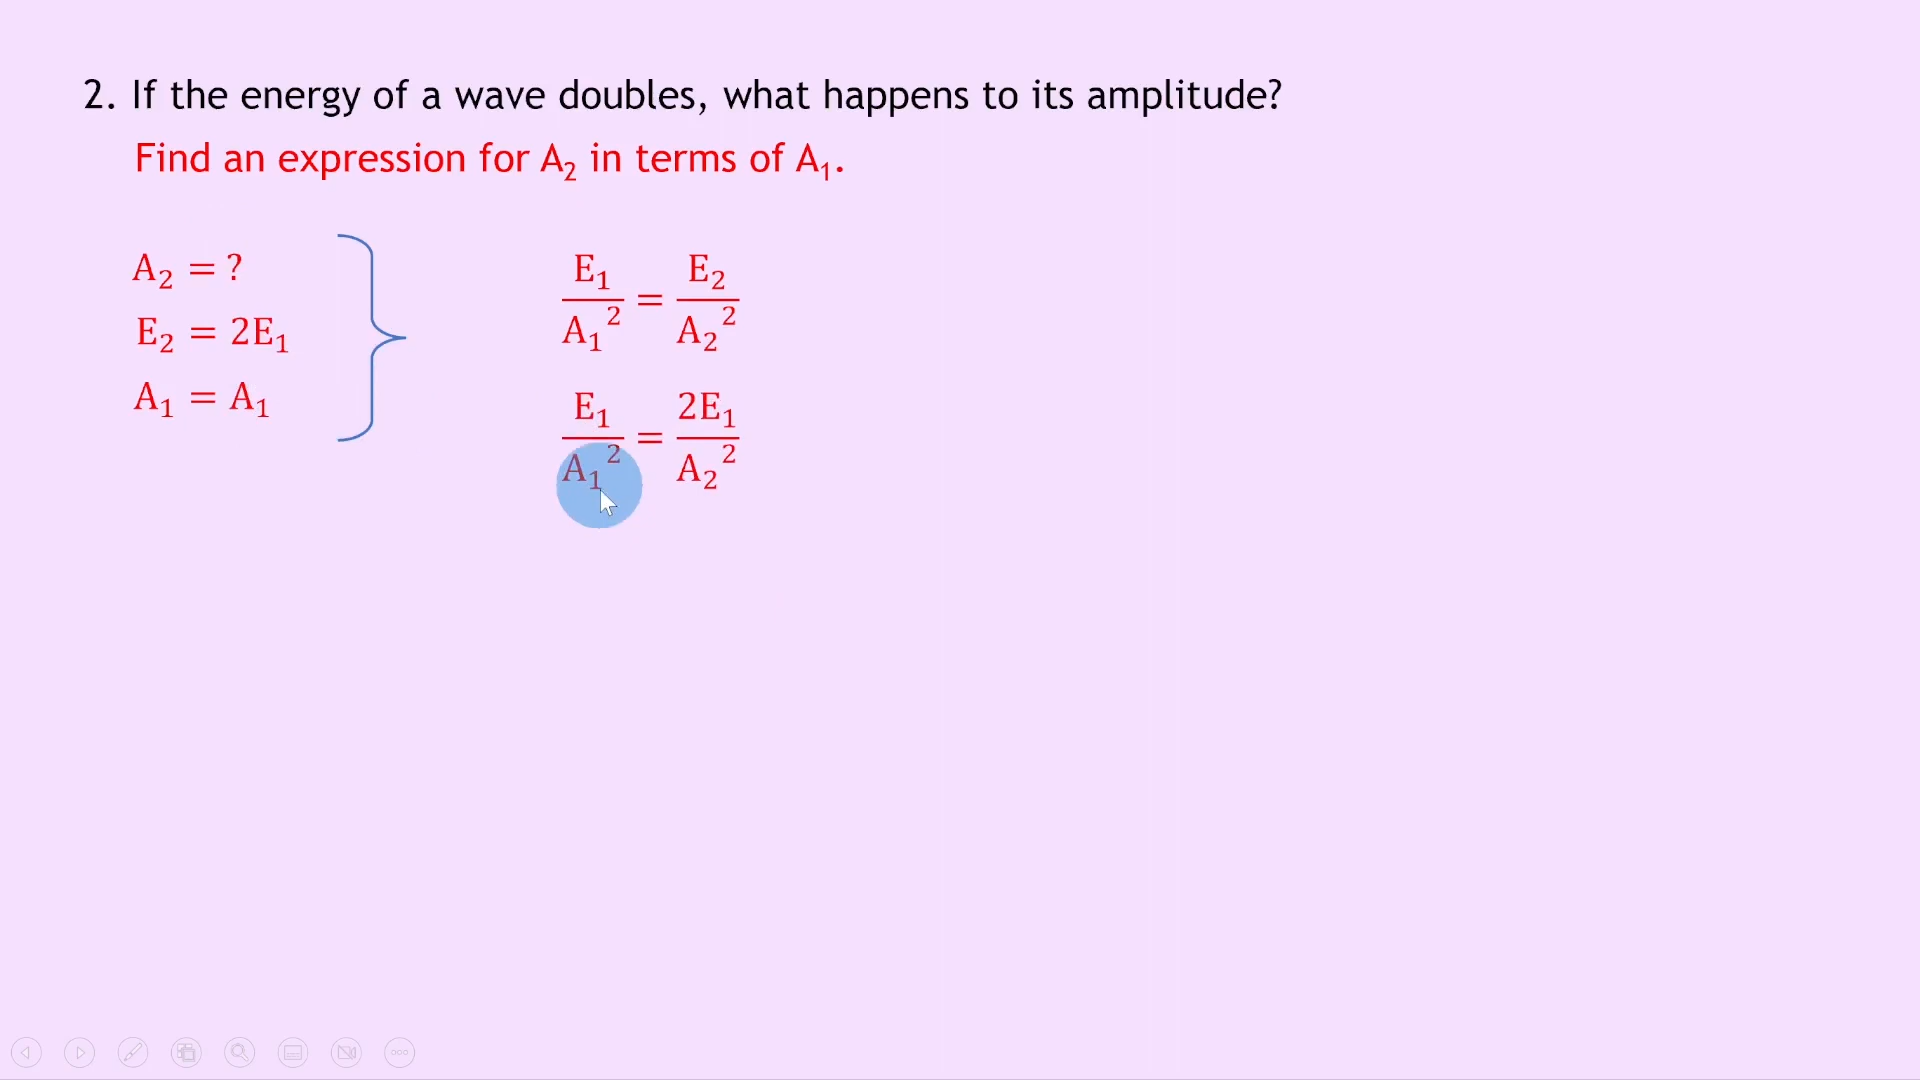 2. If the energy of a wave doubles, what happens to its amplitude?
Find an expression for A₂ in terms of A₁.
A₂ = ?
E₂ = 2E₁
A₁ = A₁
E₁/A₁² = E₂/A₂²
E₁/A₁² = 2E₁/A₂²